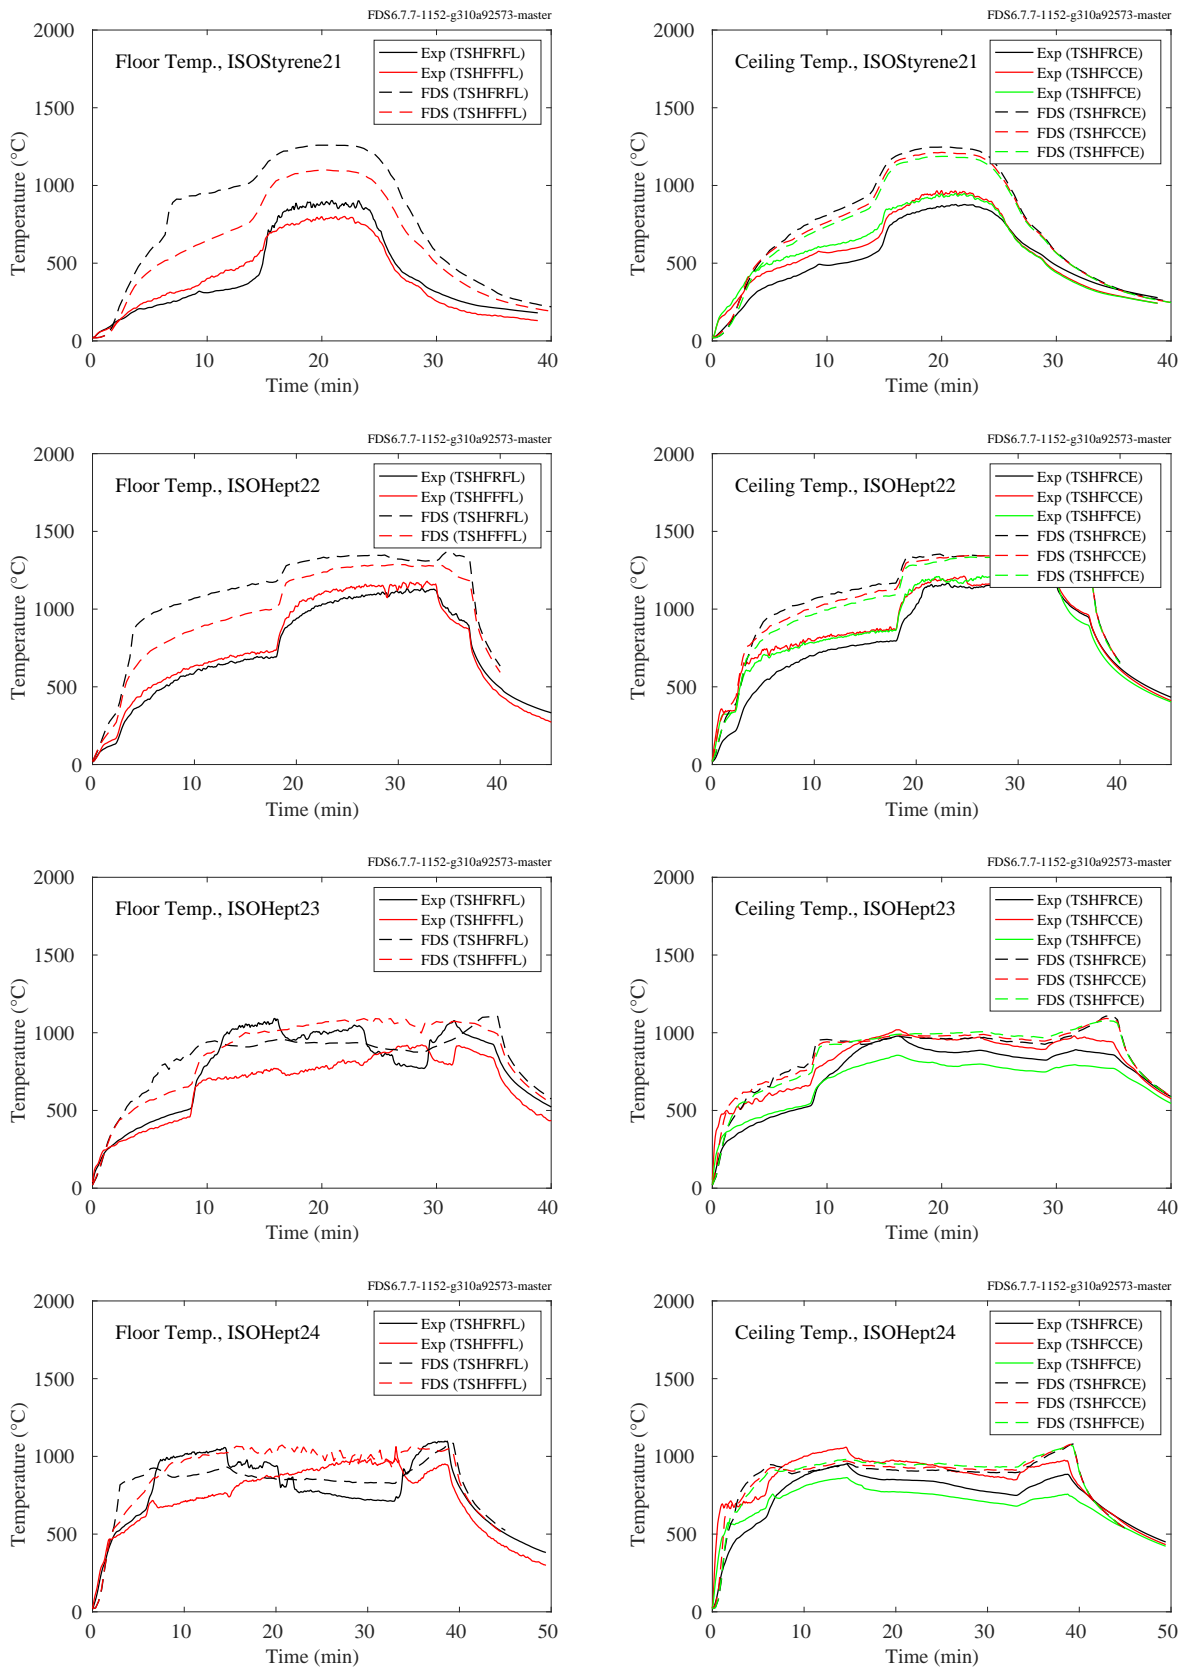 FDS6.7.7-1152-g310a92573-master
Floor Temp., ISOStyrene21
Exp (TSHFRFL)
Exp (TSHFFFL)
FDS (TSHFRFL)
FDS (TSHFFFL)
Temperature (°C)
2000
1500
1000
500
0
0 10 20 30 40
Time (min)
FDS6.7.7-1152-g310a92573-master
Ceiling Temp., ISOStyrene21
Exp (TSHFRCE)
Exp (TSHFCCE)
Exp (TSHFFCE)
FDS (TSHFRCE)
FDS (TSHFCCE)
FDS (TSHFFCE)
Temperature (°C)
2000
1500
1000
500
0
0 10 20 30 40
Time (min)
FDS6.7.7-1152-g310a92573-master
Floor Temp., ISOHept22
Exp (TSHFRFL)
Exp (TSHFFFL)
FDS (TSHFRFL)
FDS (TSHFFFL)
Temperature (°C)
2000
1500
1000
500
0
0 10 20 30 40
Time (min)
FDS6.7.7-1152-g310a92573-master
Ceiling Temp., ISOHept22
Exp (TSHFRCE)
Exp (TSHFCCE)
Exp (TSHFFCE)
FDS (TSHFRCE)
FDS (TSHFCCE)
FDS (TSHFFCE)
Temperature (°C)
2000
1500
1000
500
0
0 10 20 30 40
Time (min)
FDS6.7.7-1152-g310a92573-master
Floor Temp., ISOHept23
Exp (TSHFRFL)
Exp (TSHFFFL)
FDS (TSHFRFL)
FDS (TSHFFFL)
Temperature (°C)
2000
1500
1000
500
0
0 10 20 30 40
Time (min)
FDS6.7.7-1152-g310a92573-master
Ceiling Temp., ISOHept23
Exp (TSHFRCE)
Exp (TSHFCCE)
Exp (TSHFFCE)
FDS (TSHFRCE)
FDS (TSHFCCE)
FDS (TSHFFCE)
Temperature (°C)
2000
1500
1000
500
0
0 10 20 30 40
Time (min)
FDS6.7.7-1152-g310a92573-master
Floor Temp., ISOHept24
Exp (TSHFRFL)
Exp (TSHFFFL)
FDS (TSHFRFL)
FDS (TSHFFFL)
Temperature (°C)
2000
1500
1000
500
0
0 10 20 30 40 50
Time (min)
FDS6.7.7-1152-g310a92573-master
Ceiling Temp., ISOHept24
Exp (TSHFRCE)
Exp (TSHFCCE)
Exp (TSHFFCE)
FDS (TSHFRCE)
FDS (TSHFCCE)
FDS (TSHFFCE)
Temperature (°C)
2000
1500
1000
500
0
0 10 20 30 40 50
Time (min)